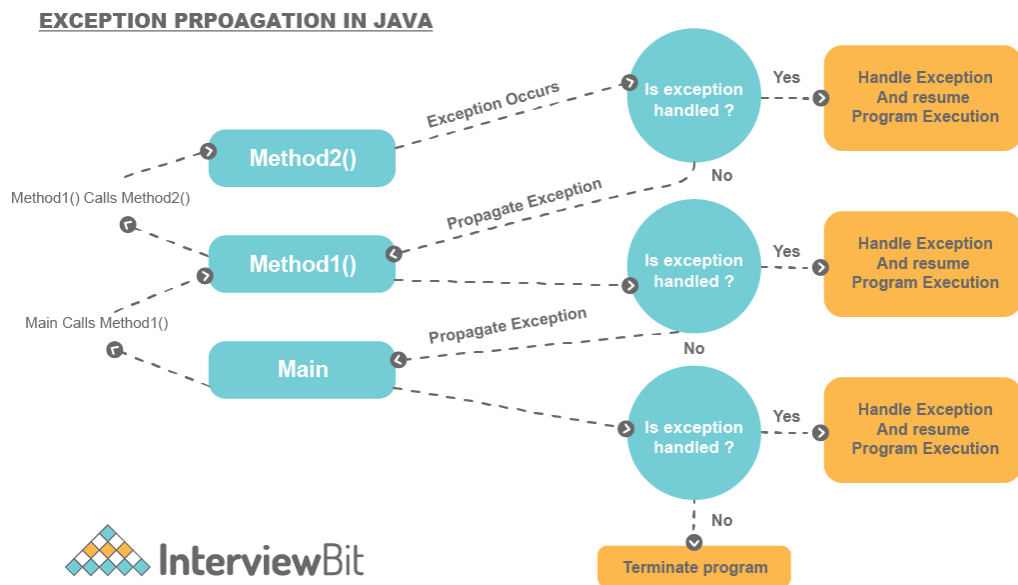 EXCEPTION PRPOAGATION IN JAVA
Exception Occurs
Is exception
handled ?
Yes
Handle Exception
And resume
Program Execution
Method2()
No
Method1() Calls Method2()
Propagate Exception
Method1()
Is exception
handled ?
Yes
Handle Exception
And resume
Program Execution
Main Calls Method1()
Propagate Exception
No
Main
Is exception
handled ?
Yes
Handle Exception
And resume
Program Execution
No
InterviewBit
Terminate program